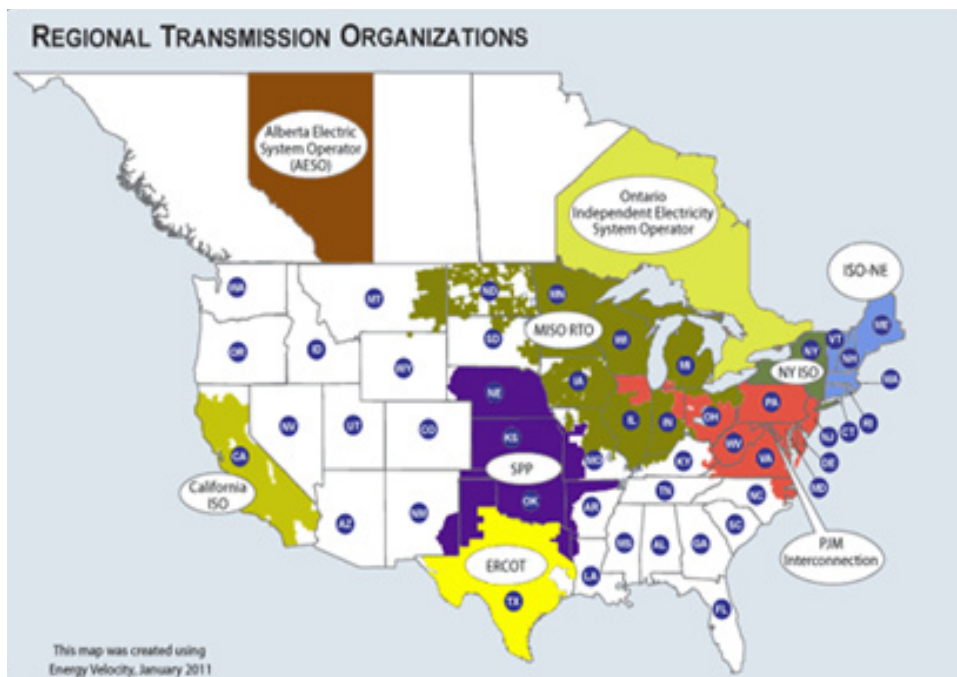 REGIONAL TRANSMISSION ORGANIZATIONS
Alberta Electric
System Operator
(AESO)
Ontario
Independent Electricity
System Operator
ISO-NE
WA
MT
ND
MN
VT
ME
OR
ID
SD
MISO RTO
WI
NY
NH
WY
MI
NY ISO
MA
IA
NE
PA
NV
UT
CO
IL
IN
OH
NJ
CT
RI
CA
KS
WV
VA
DE
California
ISO
SPP
MO
KY
MD
OK
TN
NC
AZ
NM
AR
SC
PJM
Interconnection
ERCOT
MS
AL
GA
LA
TX
FL
This map was created using
Energy Velocity, January 2011